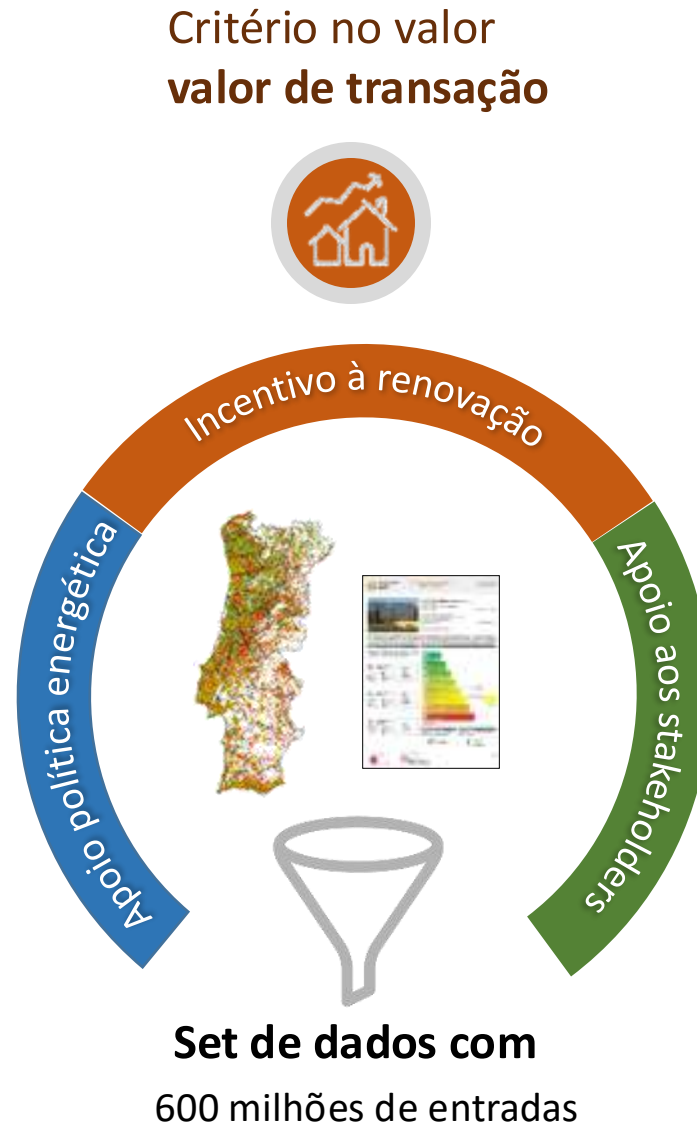 Critério no valor
valor de transação
Incentivo à renovação
Apoio política energética
Apoio aos stakeholders
Set de dados com
600 milhões de entradas